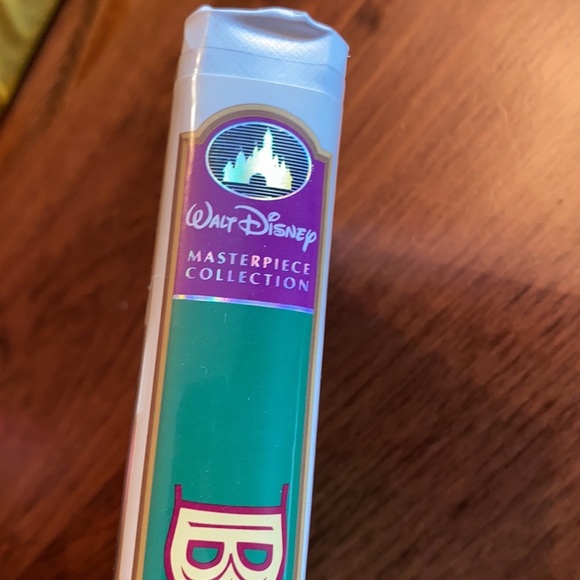 Walt Disney
MASTERPIECE
COLLECTION
B